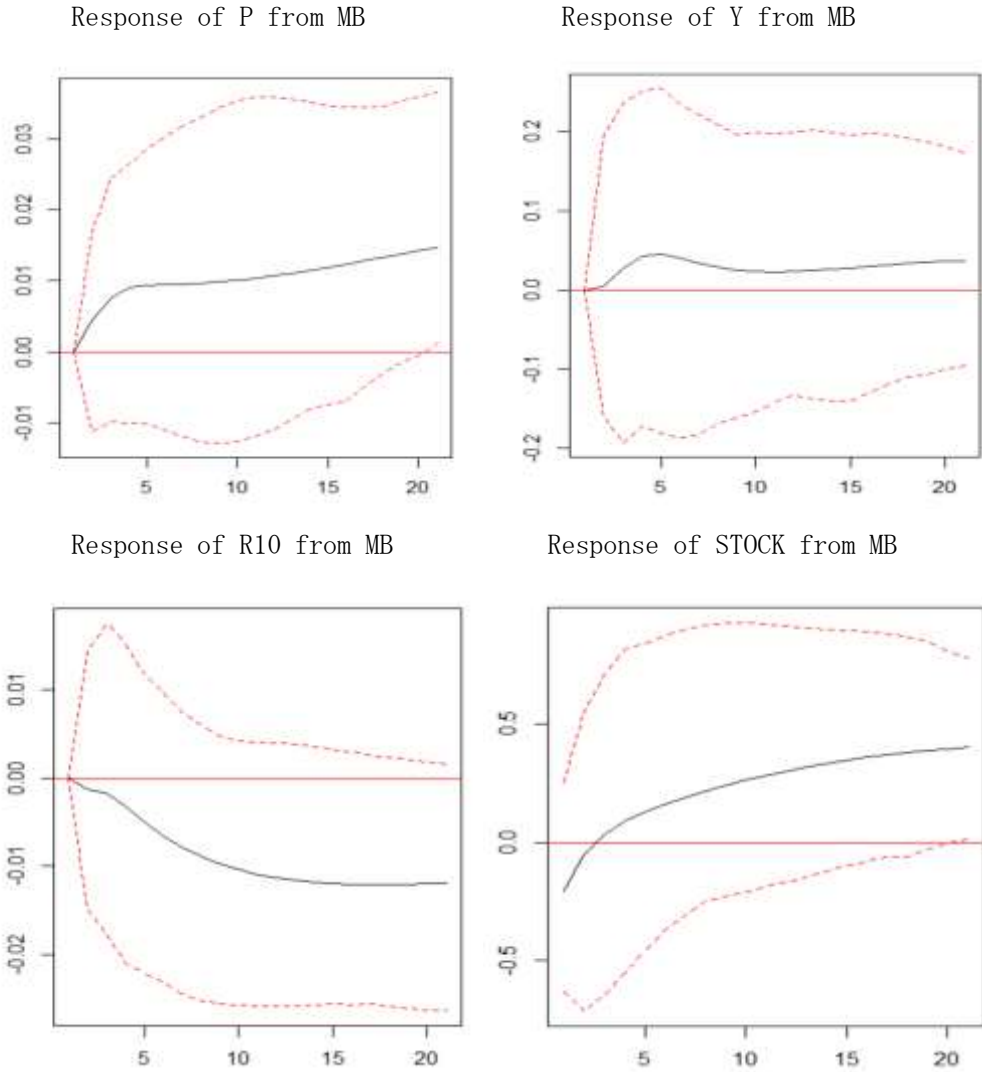 Response of P from MB
Response of Y from MB
0.03
0.02
0.01
0.00
-0.01
5 10 15 20
0.2
0.1
0.0
-0.1
-0.2
5 10 15 20
Response of R10 from MB
Response of STOCK from MB
0.01
0.00
-0.01
-0.02
5 10 15 20
0.5
0.0
-0.5
5 10 15 20